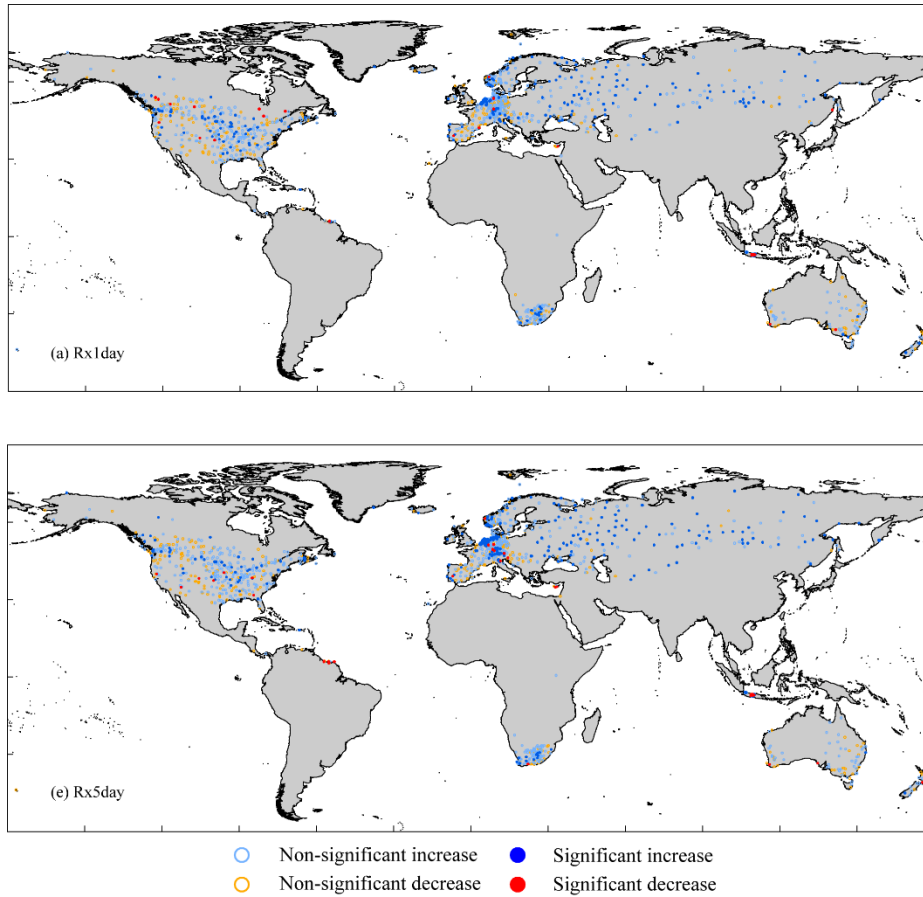 (a) Rx1day
(e) Rx5day
Non-significant increase
Significant increase
Non-significant decrease
Significant decrease